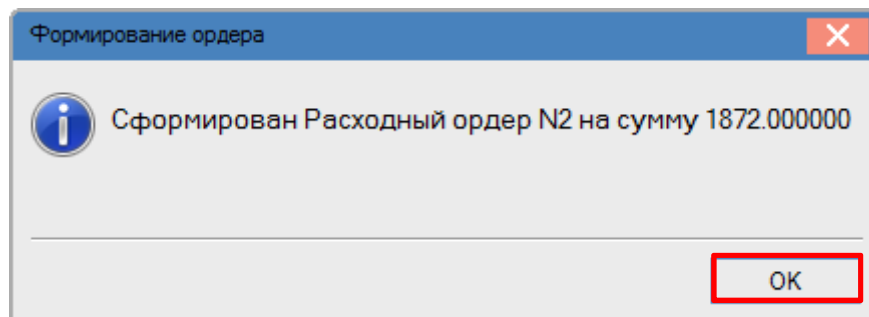 Формирование ордера
Сформирован Расходный ордер N2 на сумму 1872.000000
OK